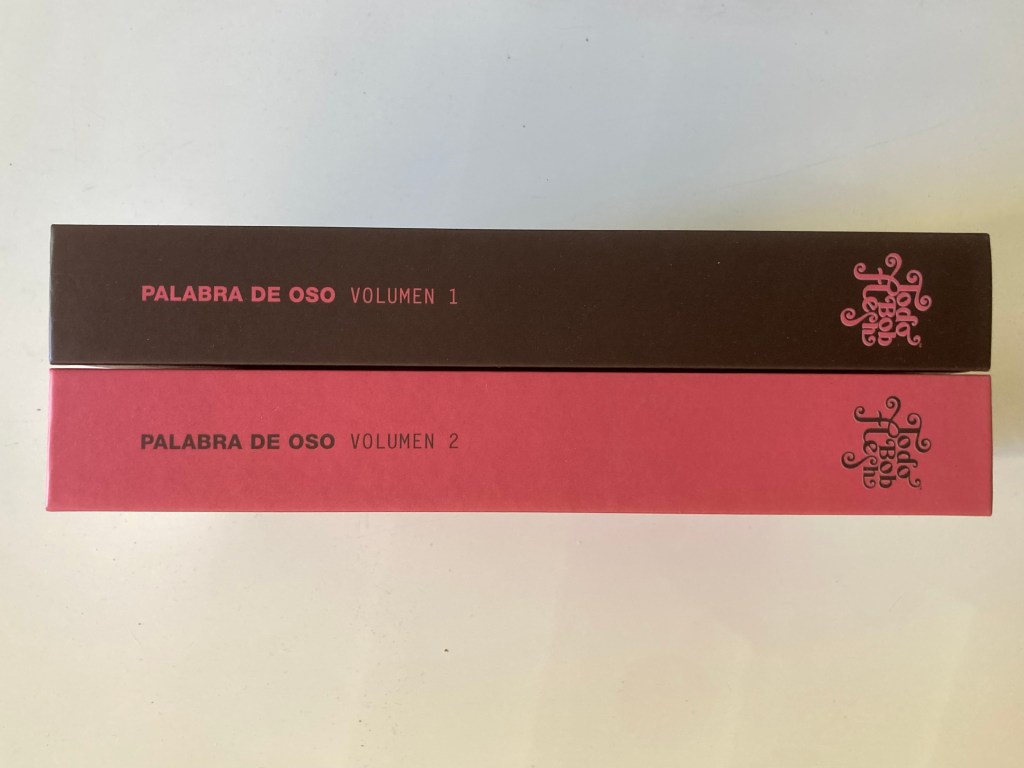 PALABRA DE OSO VOLUMEN 1
Todo
Bob
flesh
PALABRA DE OSO VOLUMEN 2
Todo
Bob
flesh